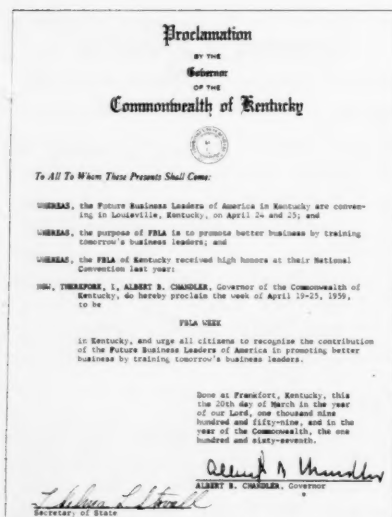 Proclamation
BY THE
Governor
OF THE
Commonwealth of Kentucky
To All To Whom These Presents Shall Come:
WHEREAS, the Future Business Leaders of America in Kentucky are conven-
ing in Louisville, Kentucky, on April 24 and 25; and
WHEREAS, the purpose of FBLA is to promote better business by training
tomorrow's business leaders; and
WHEREAS, the FBLA of Kentucky received high honors at their National
Convention last year:
NOW, THEREFORE, I, ALBERT B. CHANDLER, Governor of the Commonwealth of
Kentucky, do hereby proclaim the week of April 19-25, 1959,
to be
FBLA WEEK
in Kentucky, and urge all citizens to recognize the contribution
of the Future Business Leaders of America in promoting better
business by training tomorrow's business leaders.
Done at Frankfort, Kentucky, this
the 20th day of March in the year
of our Lord, one thousand nine
hundred and fifty-nine, and in the
year of the Commonwealth, the one
hundred and sixty-seventh.
Albert B Chandler
ALBERT B. CHANDLER, Governor
Thelma L Stovall
Secretary of State